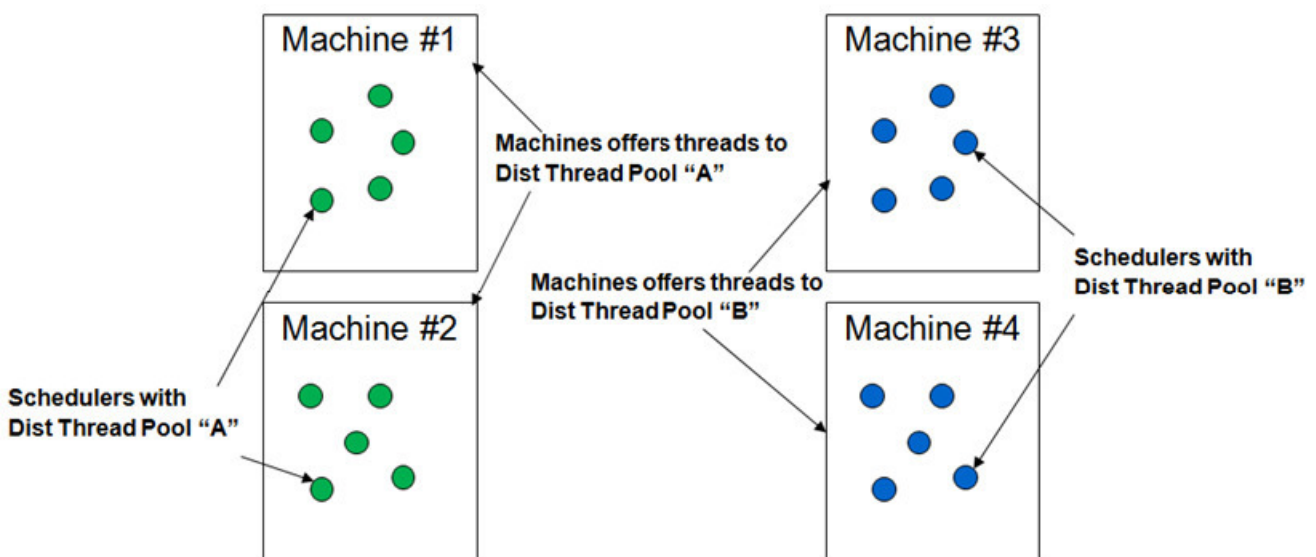 Machine #1
Machine #3
Machines offers threads to
Dist Thread Pool “A”
Machines offers threads to
Dist Thread Pool “B”
Schedulers with
Dist Thread Pool “B”
Machine #2
Machine #4
Schedulers with
Dist Thread Pool “A”